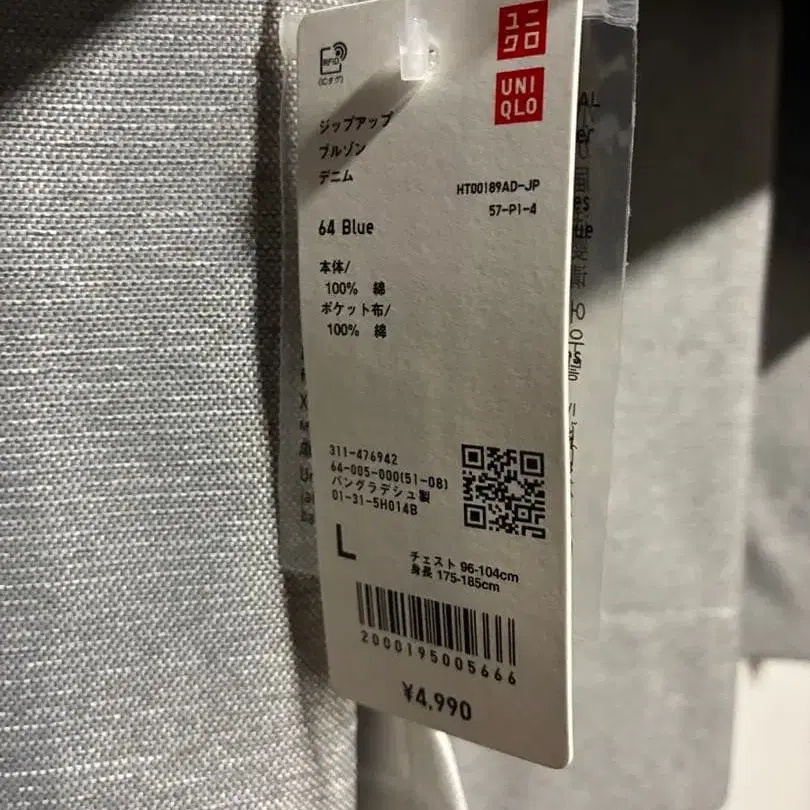 ユニ
クロ
UNI
QLO
RFID
(ICタグ)
ジップアップ
ブルゾン
デニム
HT00189AD-JP
57-P1-4
64 Blue
本体/
100% 綿
ポケット布/
100% 綿
311-476942
64-005-000(51-08)
バングラデシュ製
01-31-5H014B
L
チェスト 96-104cm
身長 175-185cm
2000195005666
¥4,990